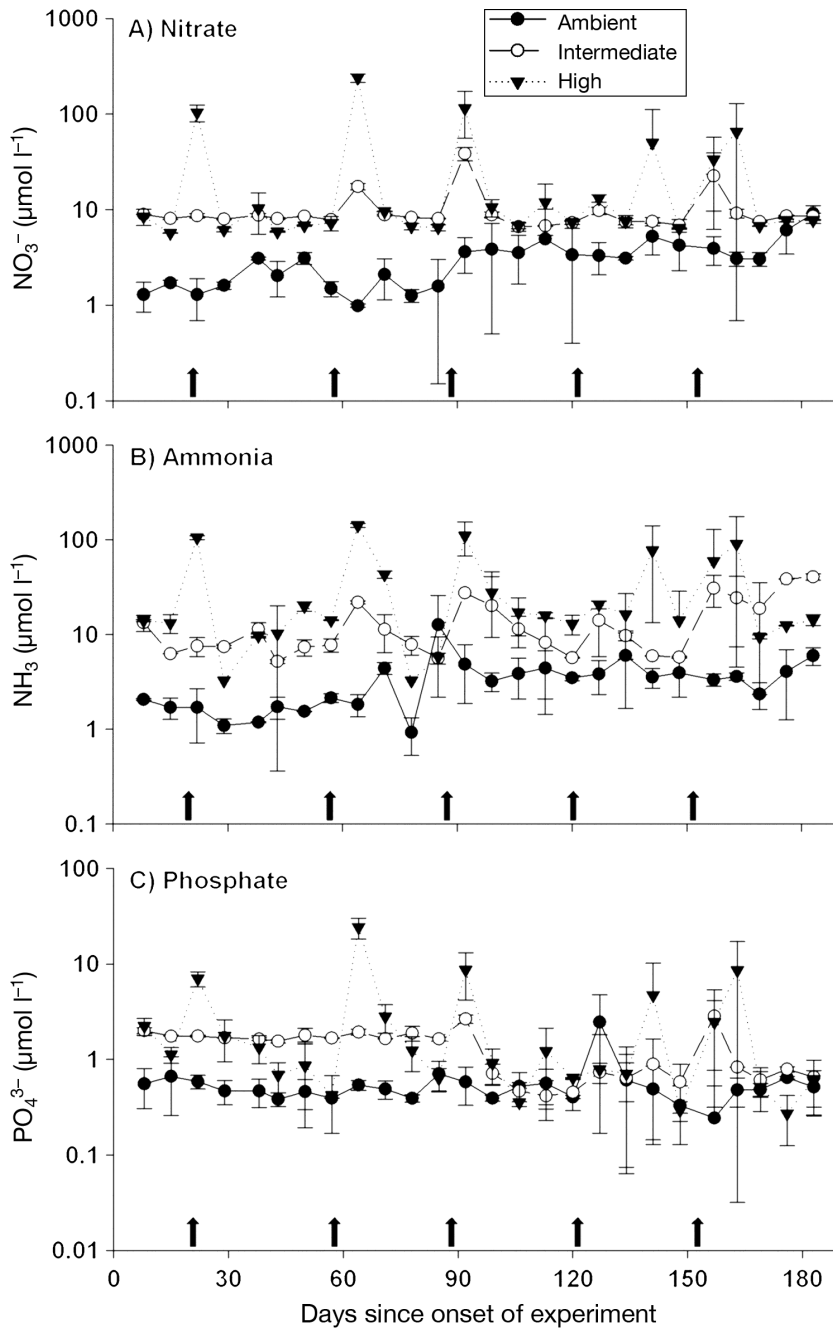 A) Nitrate
Ambient
Intermediate
High
1000
100
10
1
0.1
NO₃⁻ (µmol l⁻¹)
B) Ammonia
1000
100
10
1
0.1
NH₃ (µmol l⁻¹)
C) Phosphate
100
10
1
0.1
0.01
PO₄³⁻ (µmol l⁻¹)
0 30 60 90 120 150 180
Days since onset of experiment